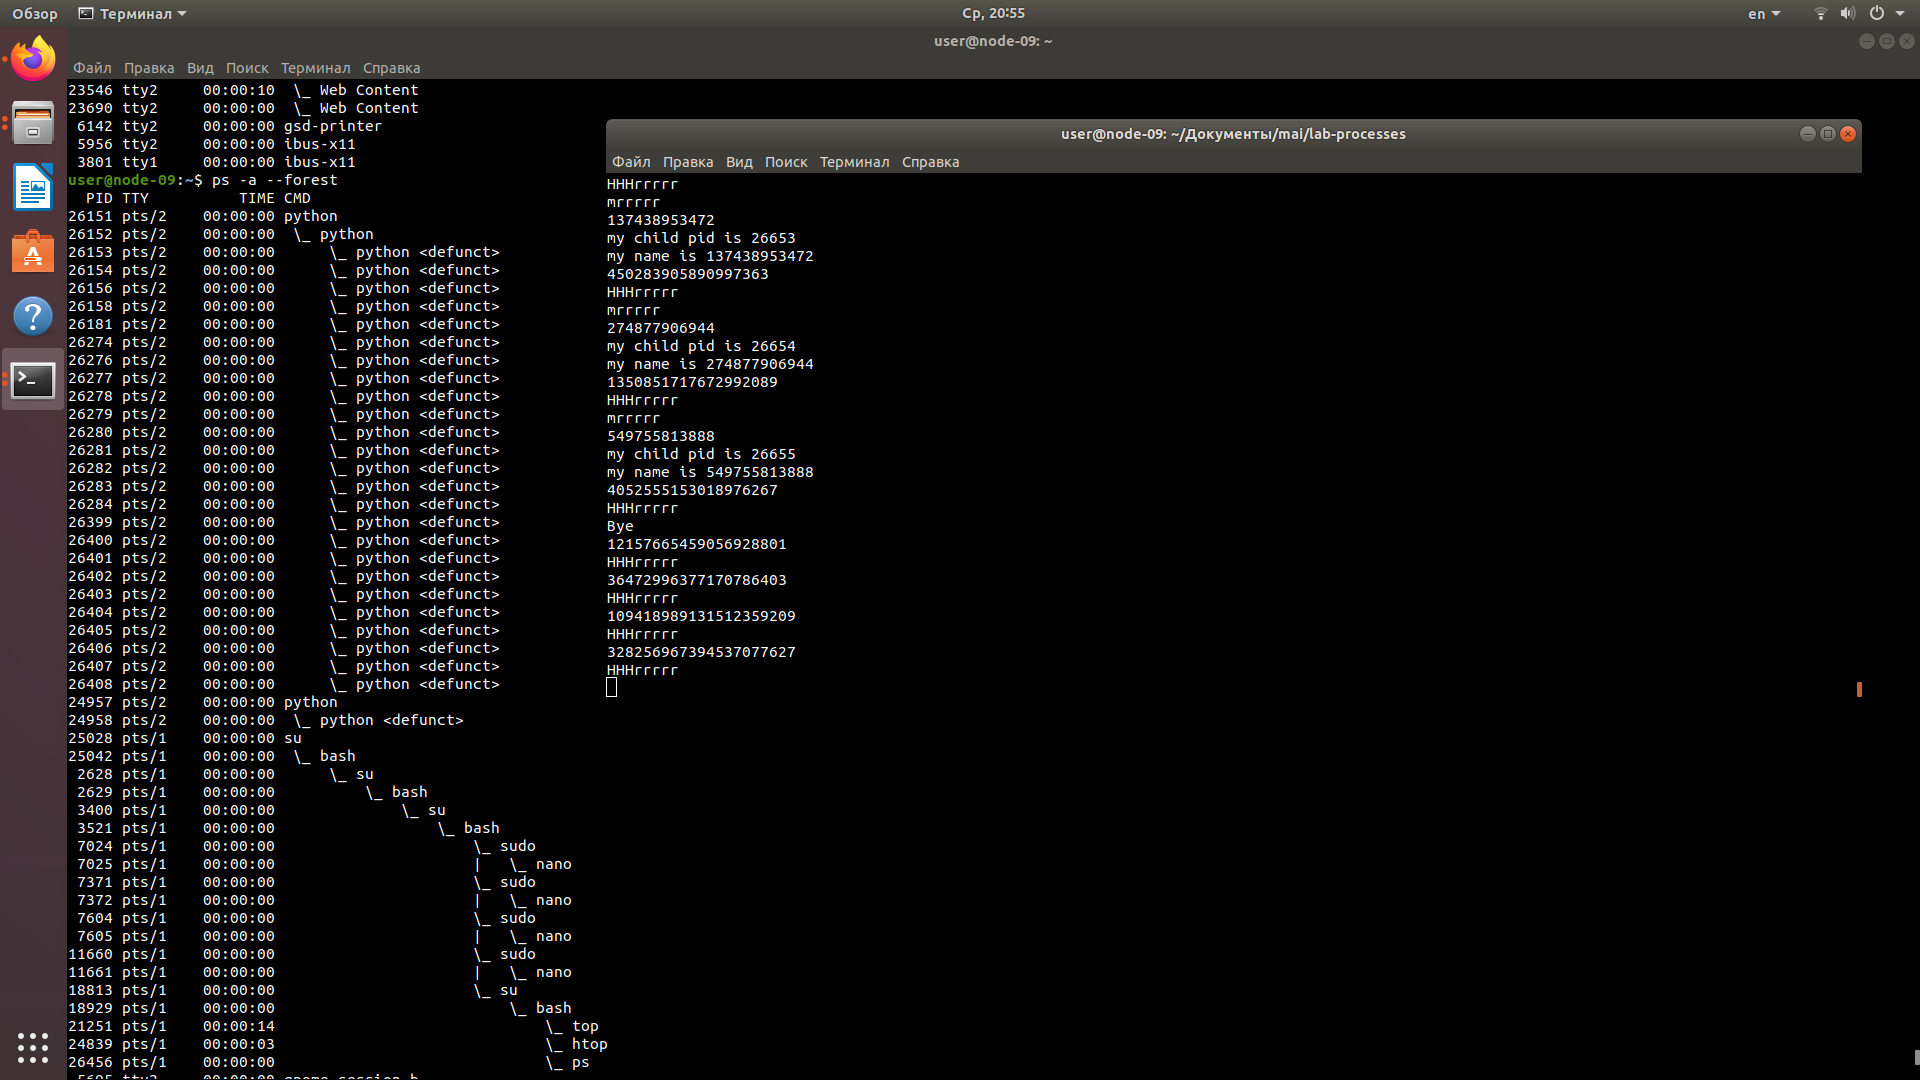 Обзор Терминал Ср, 20:55 en
user@node-09: ~
Файл Правка Вид Поиск Терминал Справка
23546 tty2     00:00:10  \_ Web Content
23690 tty2     00:00:00  \_ Web Content
 6142 tty2     00:00:00 gsd-printer
 5956 tty2     00:00:00 ibus-x11
 3801 tty1     00:00:00 ibus-x11
user@node-09:~$ ps -a --forest
  PID TTY          TIME CMD
26151 pts/2    00:00:00 python
26152 pts/2    00:00:00  \_ python
26153 pts/2    00:00:00      \_ python <defunct>
26154 pts/2    00:00:00      \_ python <defunct>
26156 pts/2    00:00:00      \_ python <defunct>
26158 pts/2    00:00:00      \_ python <defunct>
26181 pts/2    00:00:00      \_ python <defunct>
26274 pts/2    00:00:00      \_ python <defunct>
26276 pts/2    00:00:00      \_ python <defunct>
26277 pts/2    00:00:00      \_ python <defunct>
26278 pts/2    00:00:00      \_ python <defunct>
26279 pts/2    00:00:00      \_ python <defunct>
26280 pts/2    00:00:00      \_ python <defunct>
26281 pts/2    00:00:00      \_ python <defunct>
26282 pts/2    00:00:00      \_ python <defunct>
26283 pts/2    00:00:00      \_ python <defunct>
26284 pts/2    00:00:00      \_ python <defunct>
26399 pts/2    00:00:00      \_ python <defunct>
26400 pts/2    00:00:00      \_ python <defunct>
26401 pts/2    00:00:00      \_ python <defunct>
26402 pts/2    00:00:00      \_ python <defunct>
26403 pts/2    00:00:00      \_ python <defunct>
26404 pts/2    00:00:00      \_ python <defunct>
26405 pts/2    00:00:00      \_ python <defunct>
26406 pts/2    00:00:00      \_ python <defunct>
26407 pts/2    00:00:00      \_ python <defunct>
26408 pts/2    00:00:00      \_ python <defunct>
24957 pts/2    00:00:00 python
24958 pts/2    00:00:00  \_ python <defunct>
25028 pts/1    00:00:00 su
25042 pts/1    00:00:00  \_ bash
 2628 pts/1    00:00:00      \_ su
 2629 pts/1    00:00:00          \_ bash
 3400 pts/1    00:00:00              \_ su
 3521 pts/1    00:00:00                  \_ bash
 7024 pts/1    00:00:00                      \_ sudo
 7025 pts/1    00:00:00                      |   \_ nano
 7371 pts/1    00:00:00                      \_ sudo
 7372 pts/1    00:00:00                      |   \_ nano
 7604 pts/1    00:00:00                      \_ sudo
 7605 pts/1    00:00:00                      |   \_ nano
11660 pts/1    00:00:00                      \_ sudo
11661 pts/1    00:00:00                      |   \_ nano
18813 pts/1    00:00:00                      \_ su
18929 pts/1    00:00:00                          \_ bash
21251 pts/1    00:00:14                              \_ top
24839 pts/1    00:00:03                              \_ htop
26456 pts/1    00:00:00                              \_ ps
 5695 tty2     00:00:00 gnome-session-b
user@node-09: ~/Документы/mai/lab-processes
Файл Правка Вид Поиск Терминал Справка
HHHrrrrr
mrrrrr
137438953472
my child pid is 26653
my name is 137438953472
450283905890997363
HHHrrrrr
mrrrrr
274877906944
my child pid is 26654
my name is 274877906944
1350851717672992089
HHHrrrrr
mrrrrr
549755813888
my child pid is 26655
my name is 549755813888
4052555153018976267
HHHrrrrr
Bye
12157665459056928801
HHHrrrrr
36472996377170786403
HHHrrrrr
109418989131512359209
HHHrrrrr
328256967394537077627
HHHrrrrr